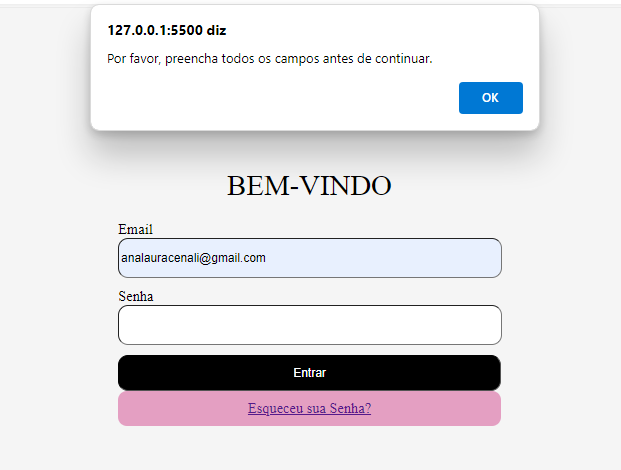 127.0.0.1:5500 diz
Por favor, preencha todos os campos antes de continuar.
OK
BEM-VINDO
Email
analauracenali@gmail.com
Senha
Entrar
Esqueceu sua Senha?